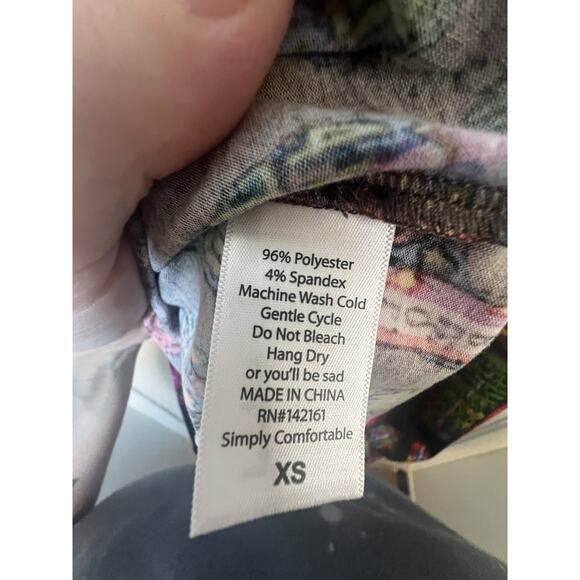 96% Polyester
4% Spandex
Machine Wash Cold
Gentle Cycle
Do Not Bleach
Hang Dry
or you'll be sad
MADE IN CHINA
RN#142161
Simply Comfortable
XS